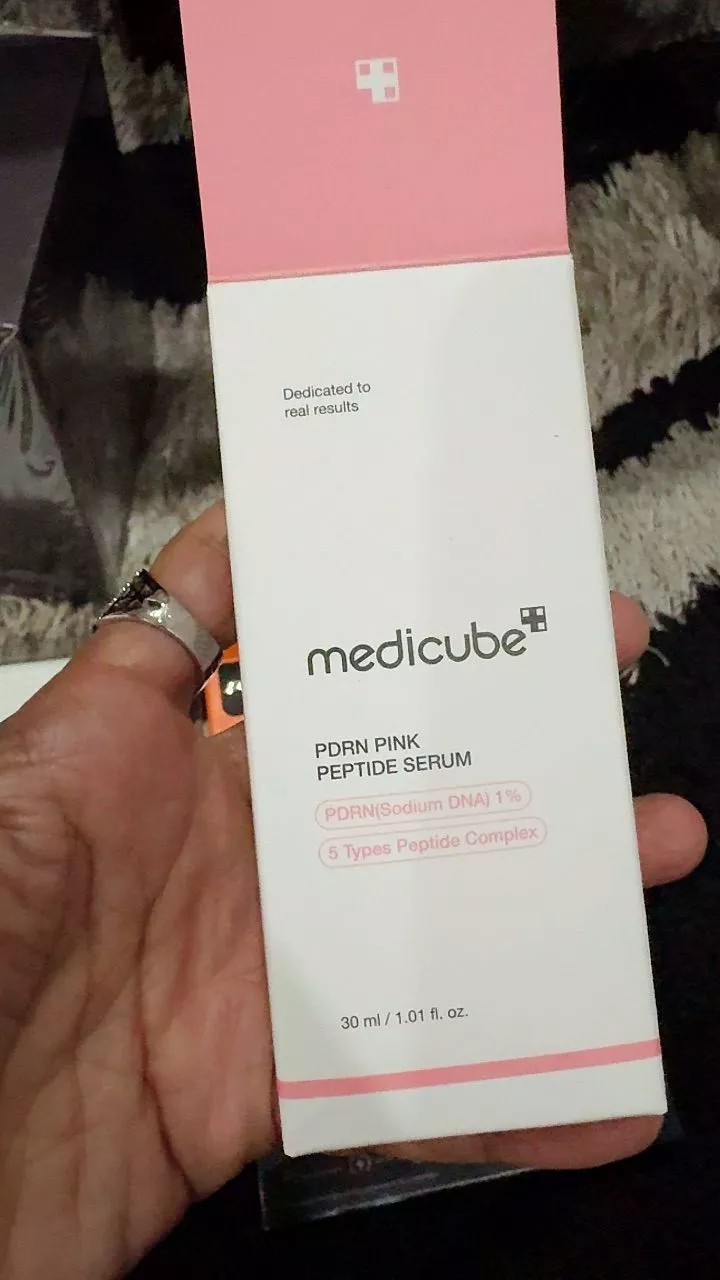 Dedicated to
real results
medicube
PDRN PINK
PEPTIDE SERUM
PDRN(Sodium DNA) 1%
5 Types Peptide Complex
30 ml / 1.01 fl. oz.